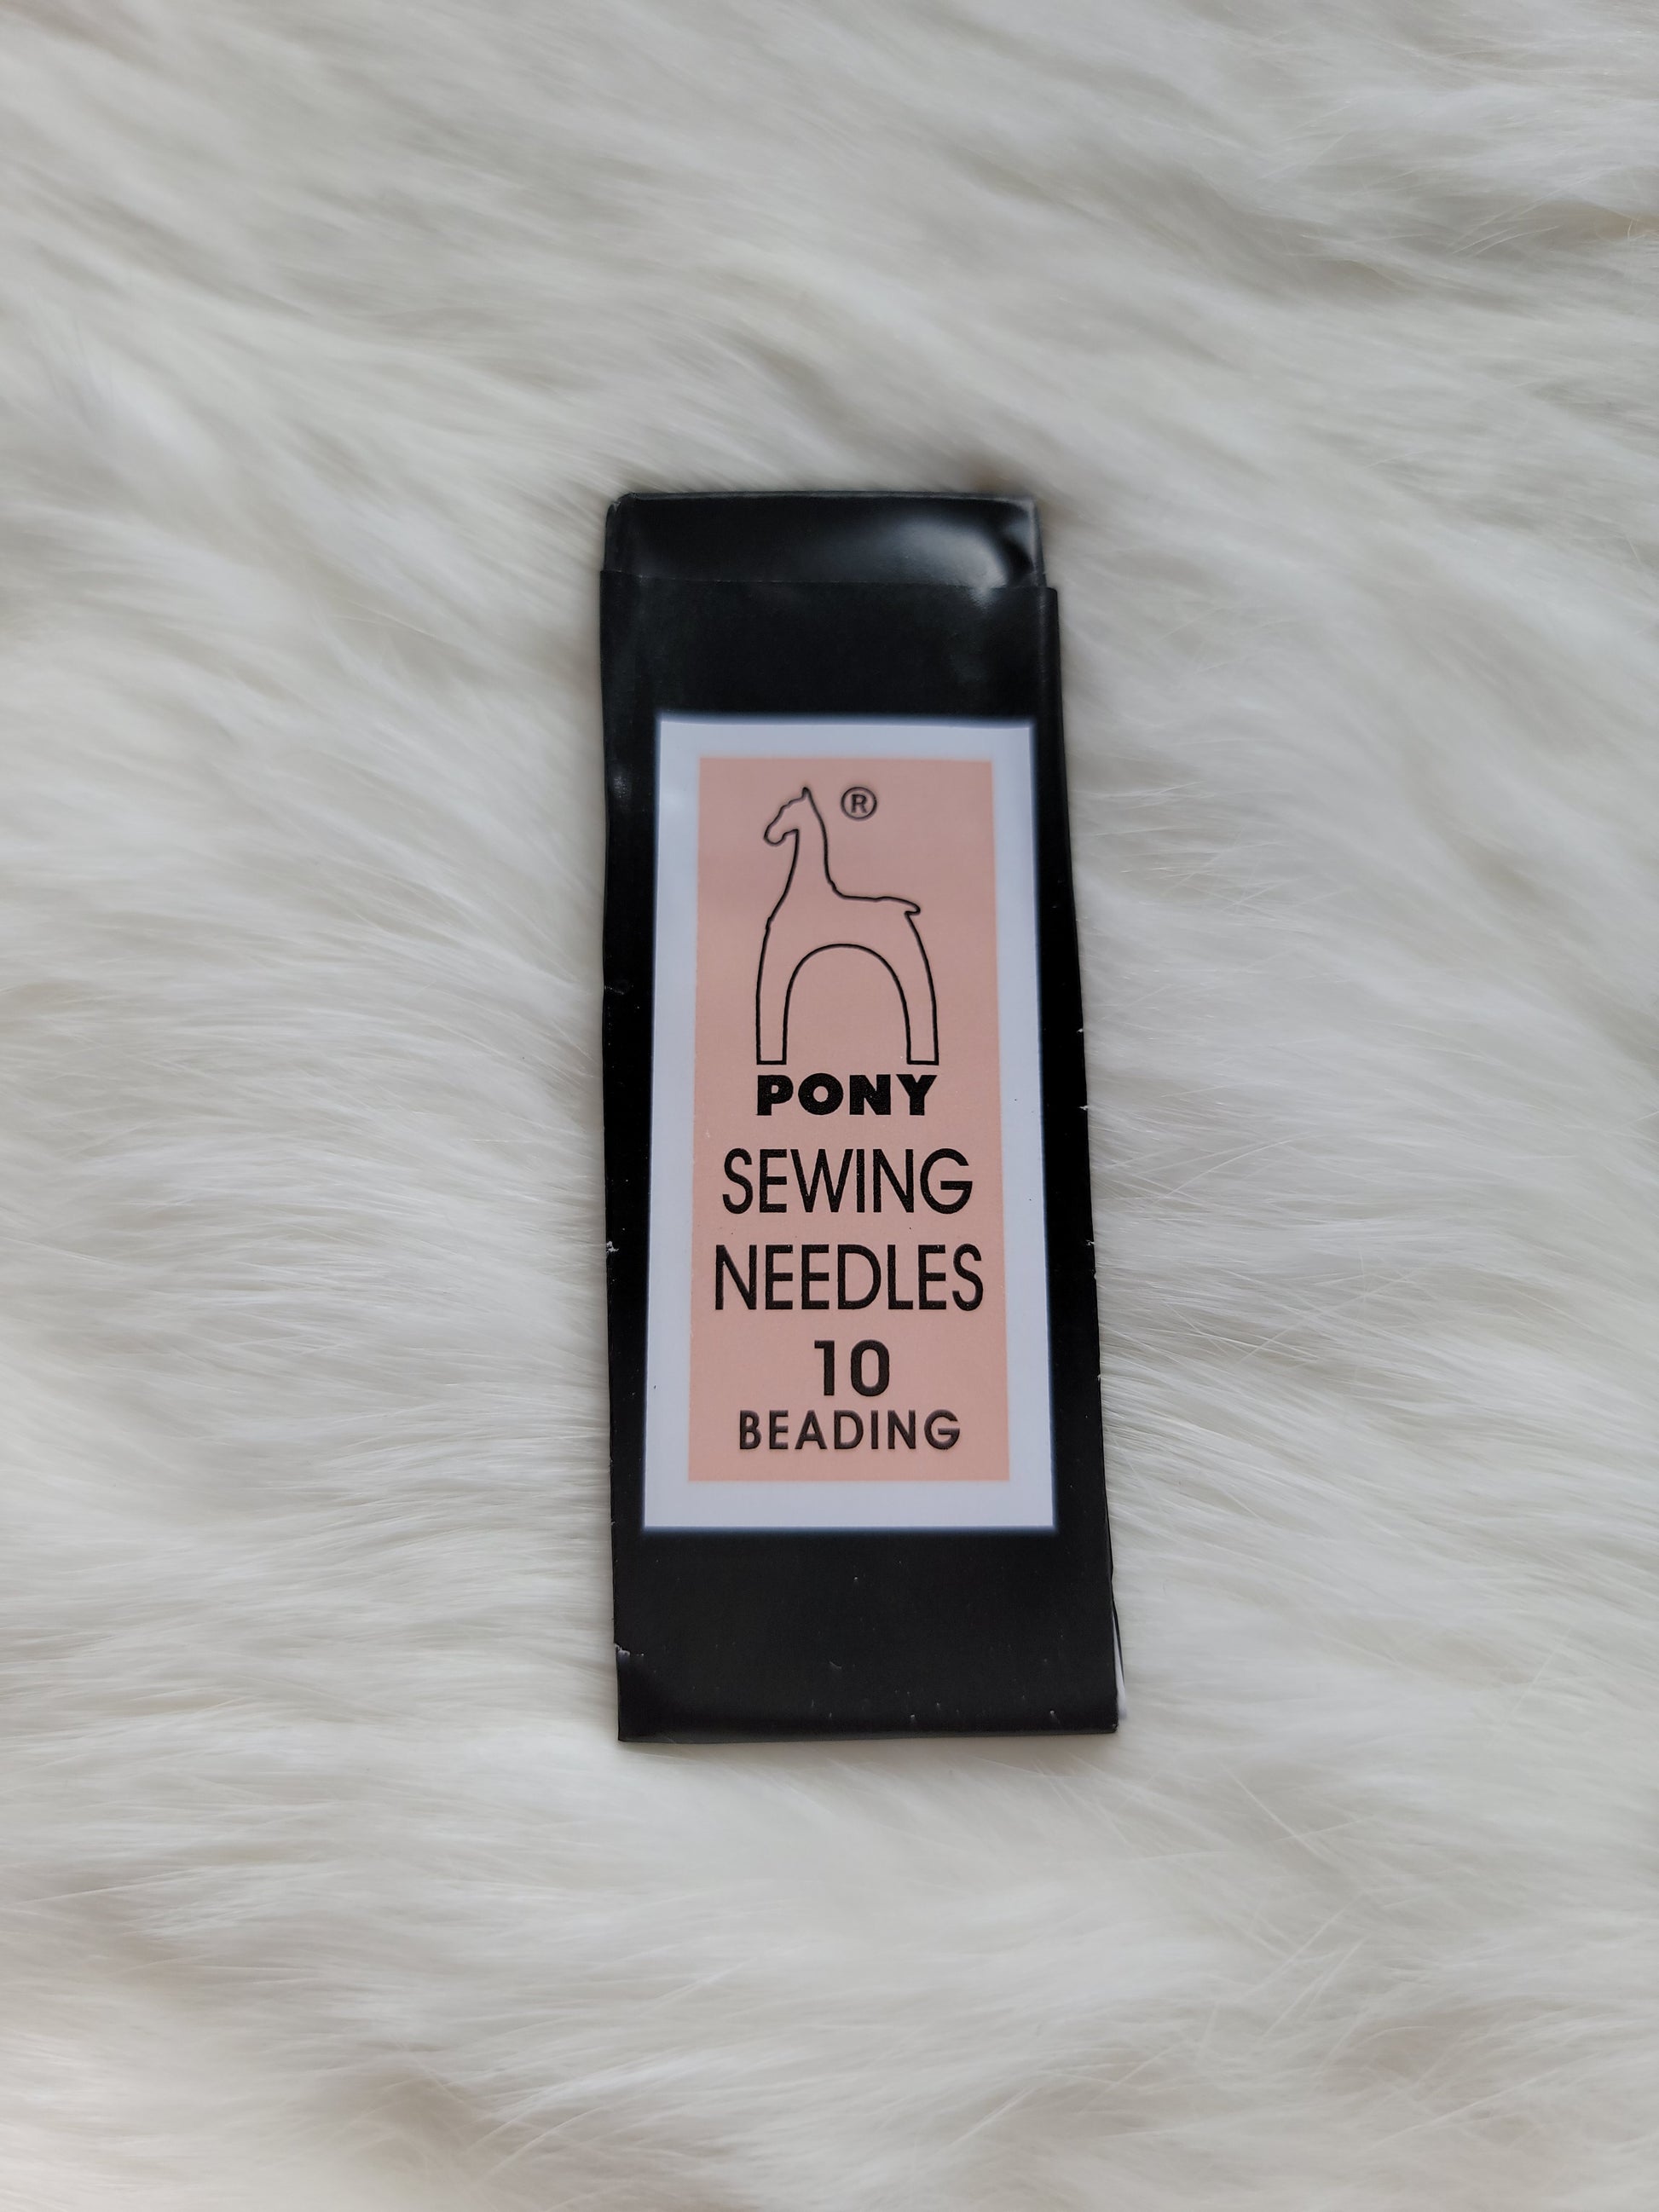 ®
PONY
SEWING
NEEDLES
10
BEADING